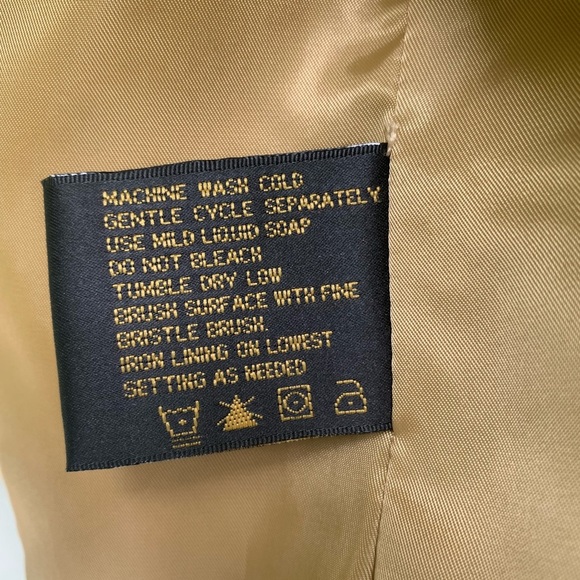 MACHINE WASH COLD
GENTLE CYCLE SEPARATELY
USE MILD LIQUID SOAP
DO NOT BLEACH
TUMBLE DRY LOW
BRUSH SURFACE WITH FINE
BRISTLE BRUSH.
IRON LINING ON LOWEST
SETTING AS NEEDED